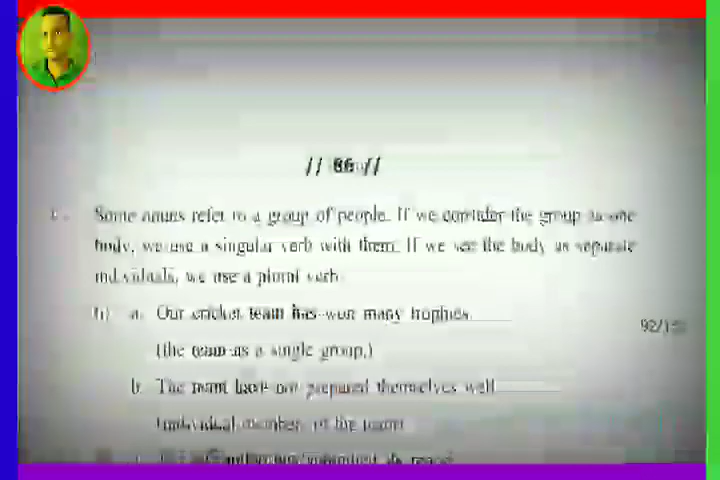 // 86 //
Some nouns refer to a group of people. If we consider the group as one
body, we use a singular verb with them. If we see the body as separate
individuals, we use a plural verb
a. Our cricket team has won many trophies.
92/1
(the team as a single group.)
b. The team have not prepared themselves well
individual members of the team